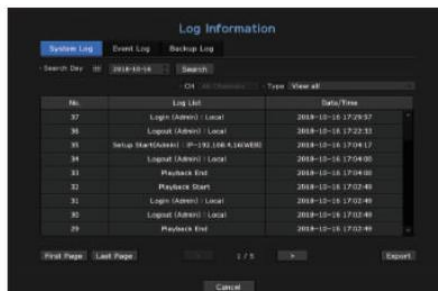 Log Information
System Log Event Log Backup Log
Search Day 2018-10-16 Search
CH All Channels Type View all
No. Log List Date/Time
37 Login (Admin) : Local 2018-10-16 17:29:57
36 Logout (Admin) : Local 2018-10-16 17:22:33
35 Setup Start(Admin) : IP-192.168.4.16(WEB) 2018-10-16 17:04:17
34 Logout (Admin) : Local 2018-10-16 17:04:00
33 Playback End 2018-10-16 17:04:00
32 Playback Start 2018-10-16 17:02:49
31 Login (Admin) : Local 2018-10-16 17:02:49
30 Logout (Admin) : Local 2018-10-16 17:02:49
29 Playback End 2018-10-16 17:02:49
First Page Last Page < 1 / 5 > Export
Cancel